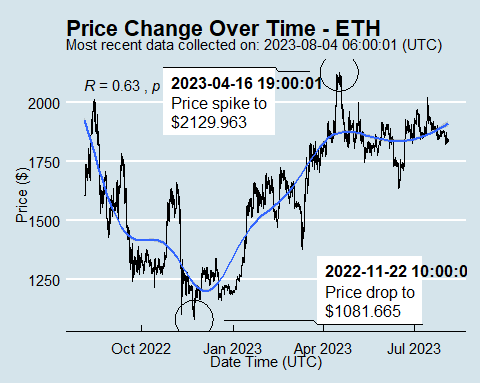 Price Change Over Time - ETH
Most recent data collected on: 2023-08-04 06:00:01 (UTC)
R = 0.63 , p
2023-04-16 19:00:01
Price spike to
$2129.963
2000
1750
1500
1250
Price ($)
2022-11-22 10:00:0
Price drop to
$1081.665
Oct 2022 Jan 2023 Apr 2023 Jul 2023
Date Time (UTC)